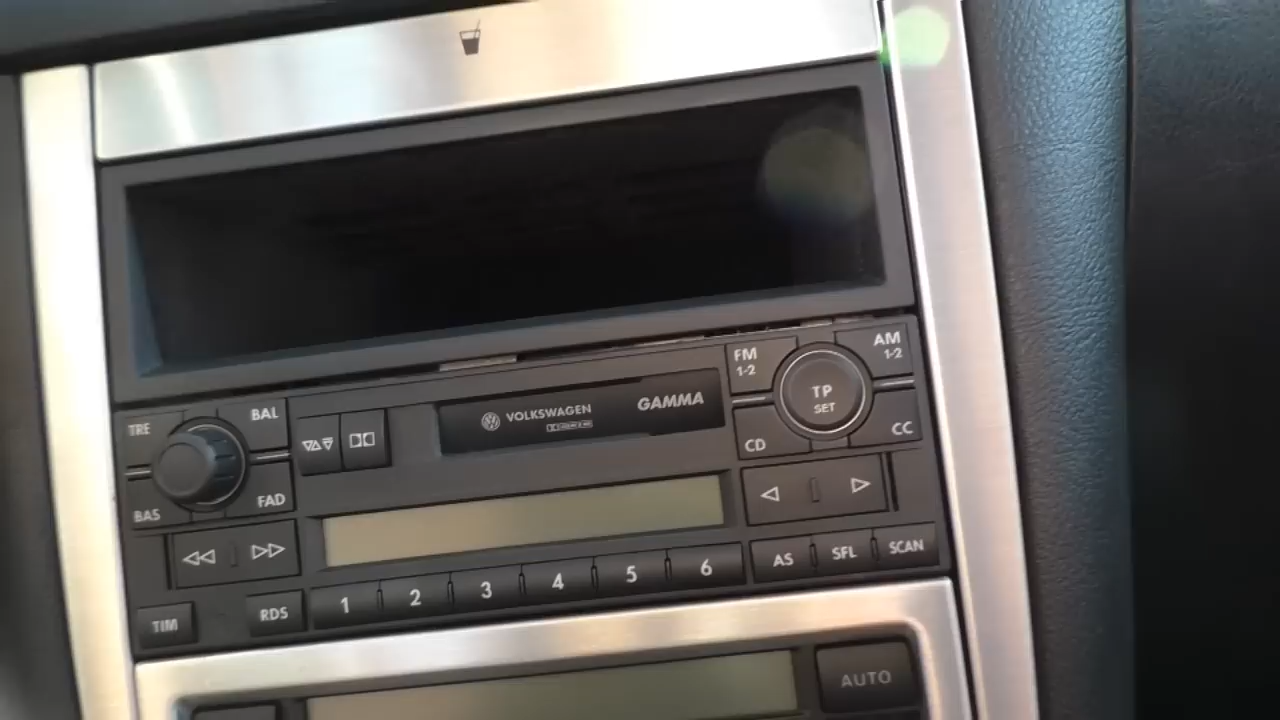 FM
1-2
AM
1-2
TP
SET
VOLKSWAGEN
GAMMA
TRE
BAL
CD
CC
BAS
FAD
1
2
3
4
5
6
AS
SFL
SCAN
TIM
RDS
AUTO